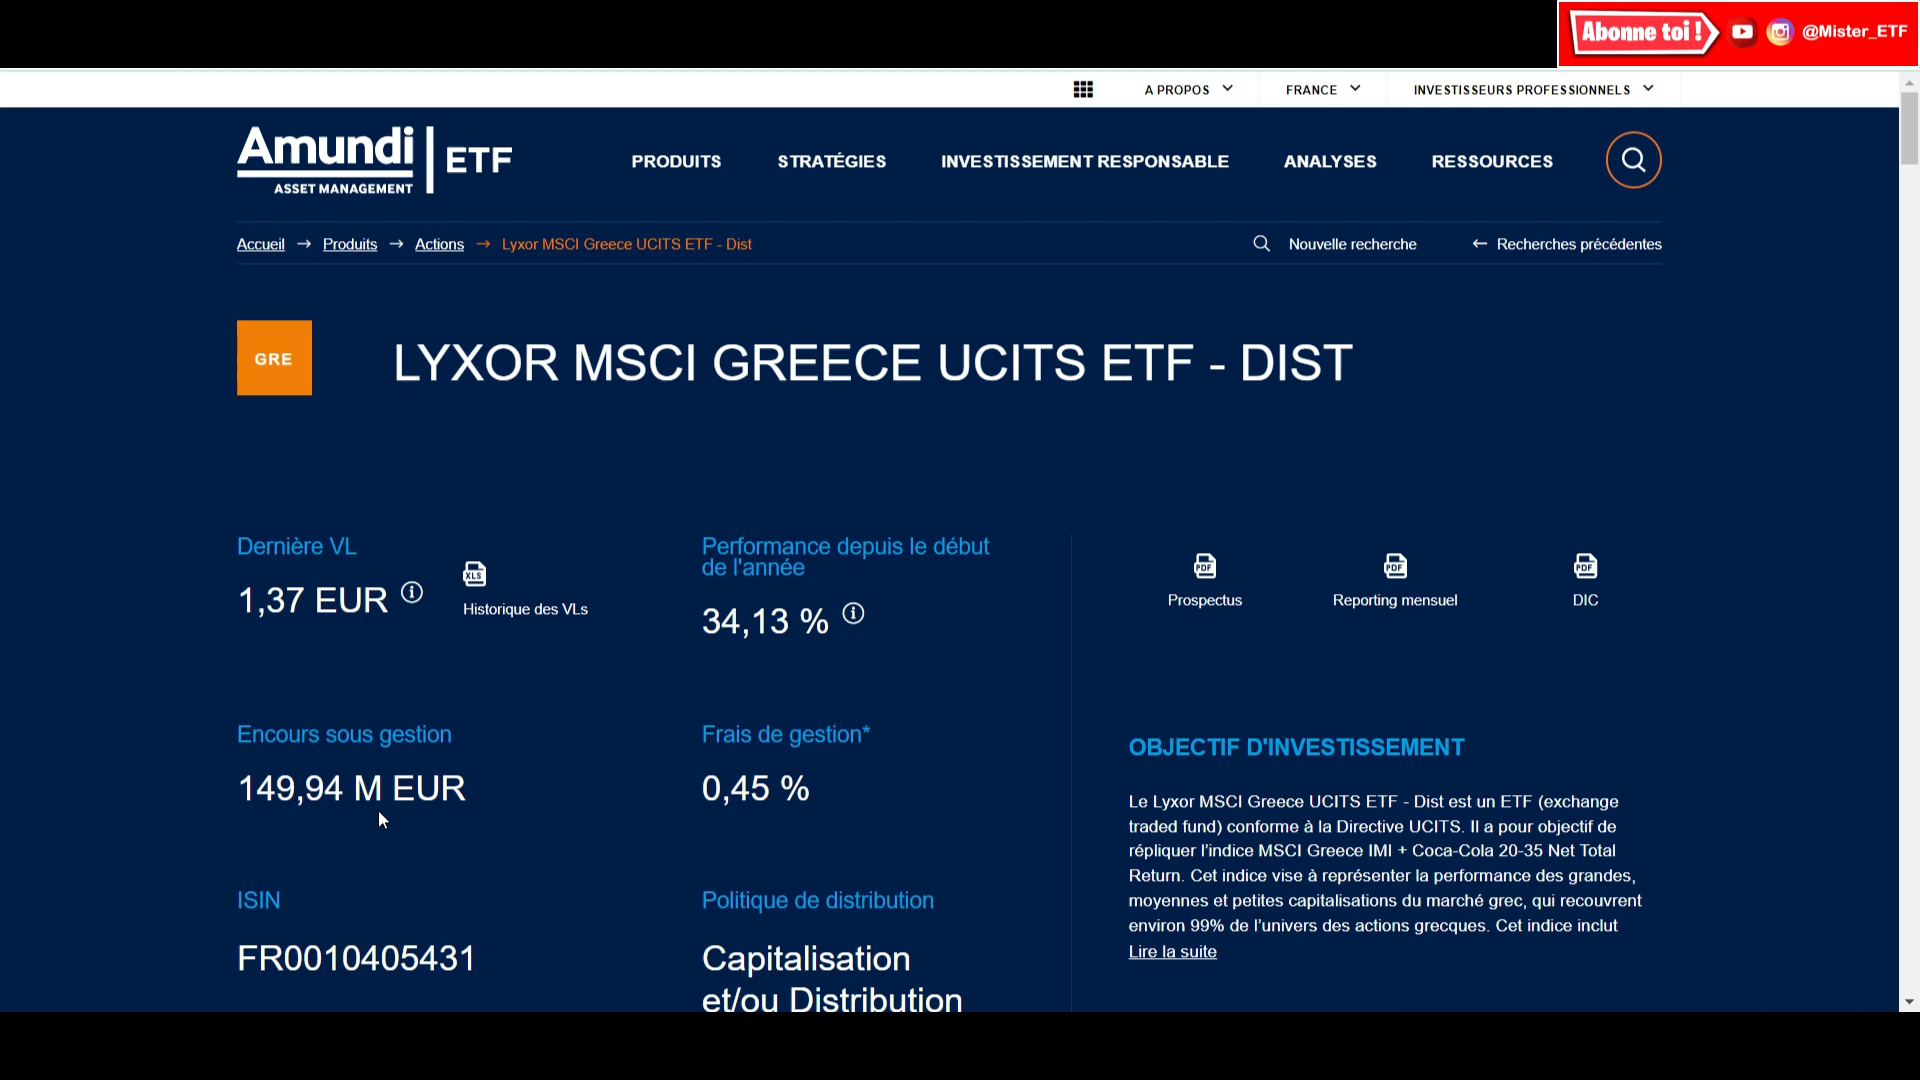 Abonne toi ! @Mister_ETF
A PROPOS FRANCE INVESTISSEURS PROFESSIONNELS
Amundi ETF
ASSET MANAGEMENT
PRODUITS STRATÉGIES INVESTISSEMENT RESPONSABLE ANALYSES RESSOURCES
Accueil → Produits → Actions → Lyxor MSCI Greece UCITS ETF - Dist Nouvelle recherche ← Recherches précédentes
GRE
LYXOR MSCI GREECE UCITS ETF - DIST
Dernière VL
1,37 EUR
XLS
Historique des VLs
Performance depuis le début
de l'année
34,13 %
PDF
Prospectus
PDF
Reporting mensuel
PDF
DIC
Encours sous gestion
149,94 M EUR
Frais de gestion*
0,45 %
ISIN
FR0010405431
Politique de distribution
Capitalisation
et/ou Distribution
OBJECTIF D'INVESTISSEMENT
Le Lyxor MSCI Greece UCITS ETF - Dist est un ETF (exchange
traded fund) conforme à la Directive UCITS. Il a pour objectif de
répliquer l’indice MSCI Greece IMI + Coca-Cola 20-35 Net Total
Return. Cet indice vise à représenter la performance des grandes,
moyennes et petites capitalisations du marché grec, qui recouvrent
environ 99% de l’univers des actions grecques. Cet indice inclut
Lire la suite